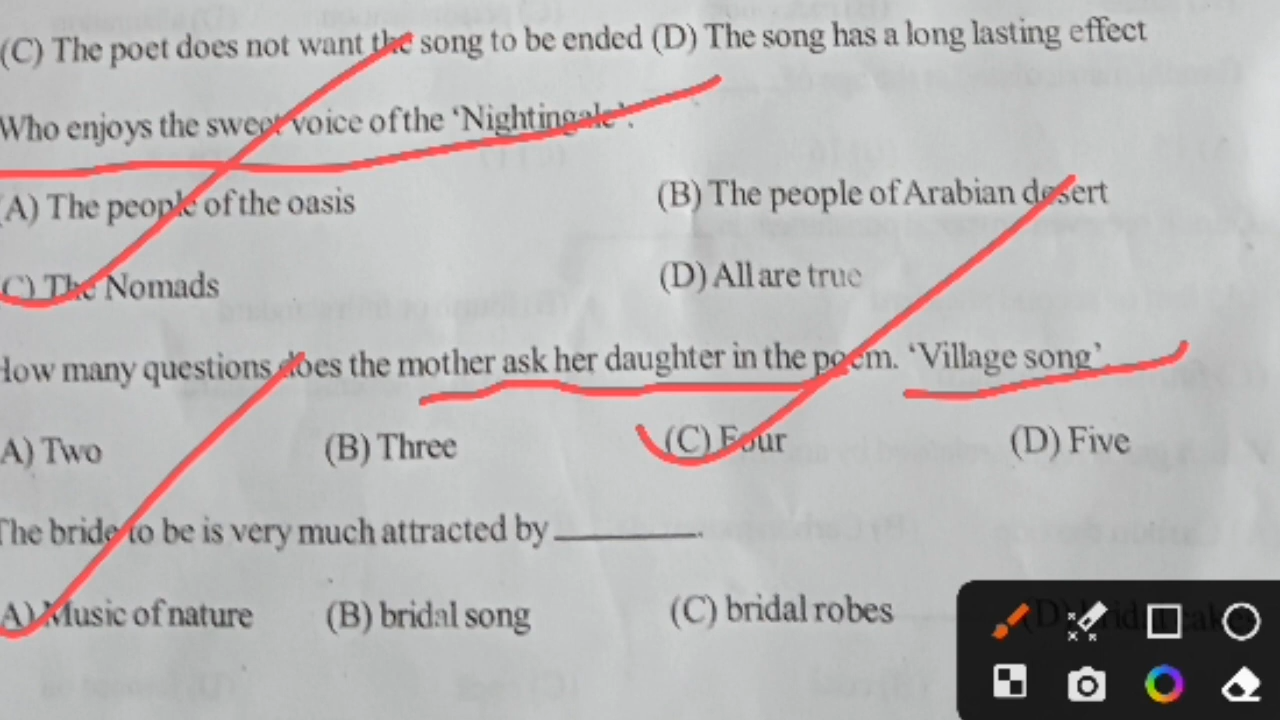 (C) The poet does not want the song to be ended (D) The song has a long lasting effect
Who enjoys the sweet voice of the ‘Nightingale’.
(A) The people of the oasis (B) The people of Arabian desert
C) The Nomads (D) All are true
How many questions does the mother ask her daughter in the poem. ‘Village song’.
A) Two (B) Three (C) Four (D) Five
The bride to be is very much attracted by ________.
A) Music of nature (B) bridal song (C) bridal robes (D)